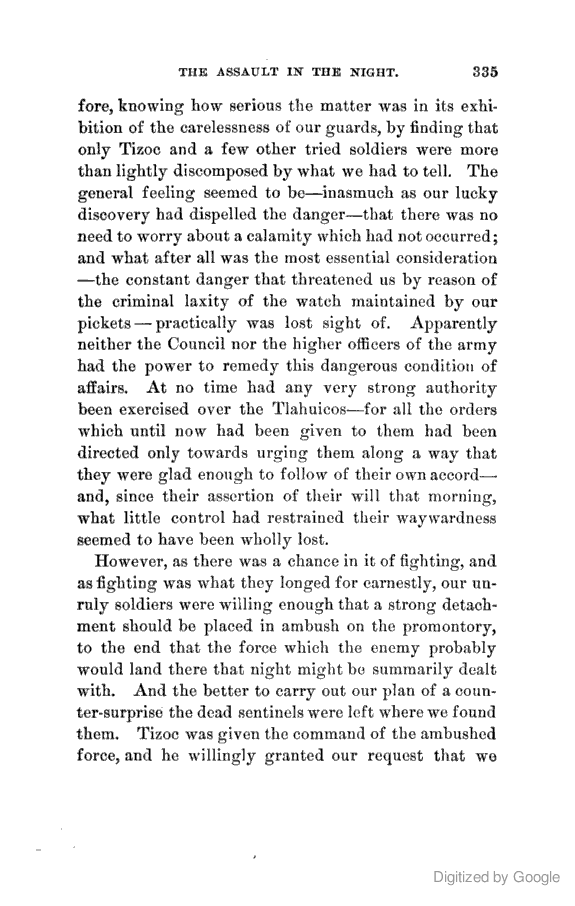 THE ASSAULT IN THE NIGHT. 335
fore, knowing how serious the matter was in its exhi-
bition of the carelessness of our guards, by finding that
only Tizoc and a few other tried soldiers were more
than lightly discomposed by what we had to tell. The
general feeling seemed to be—inasmuch as our lucky
discovery had dispelled the danger—that there was no
need to worry about a calamity which had not occurred;
and what after all was the most essential consideration
—the constant danger that threatened us by reason of
the criminal laxity of the watch maintained by our
pickets — practically was lost sight of. Apparently
neither the Council nor the higher officers of the army
had the power to remedy this dangerous condition of
affairs. At no time had any very strong authority
been exercised over the Tlahuicos—for all the orders
which until now had been given to them had been
directed only towards urging them along a way that
they were glad enough to follow of their own accord—
and, since their assertion of their will that morning,
what little control had restrained their waywardness
seemed to have been wholly lost.
However, as there was a chance in it of fighting, and
as fighting was what they longed for earnestly, our un-
ruly soldiers were willing enough that a strong detach-
ment should be placed in ambush on the promontory,
to the end that the force which the enemy probably
would land there that night might be summarily dealt
with. And the better to carry out our plan of a coun-
ter-surprise the dead sentinels were left where we found
them. Tizoc was given the command of the ambushed
force, and he willingly granted our request that we
Digitized by Google